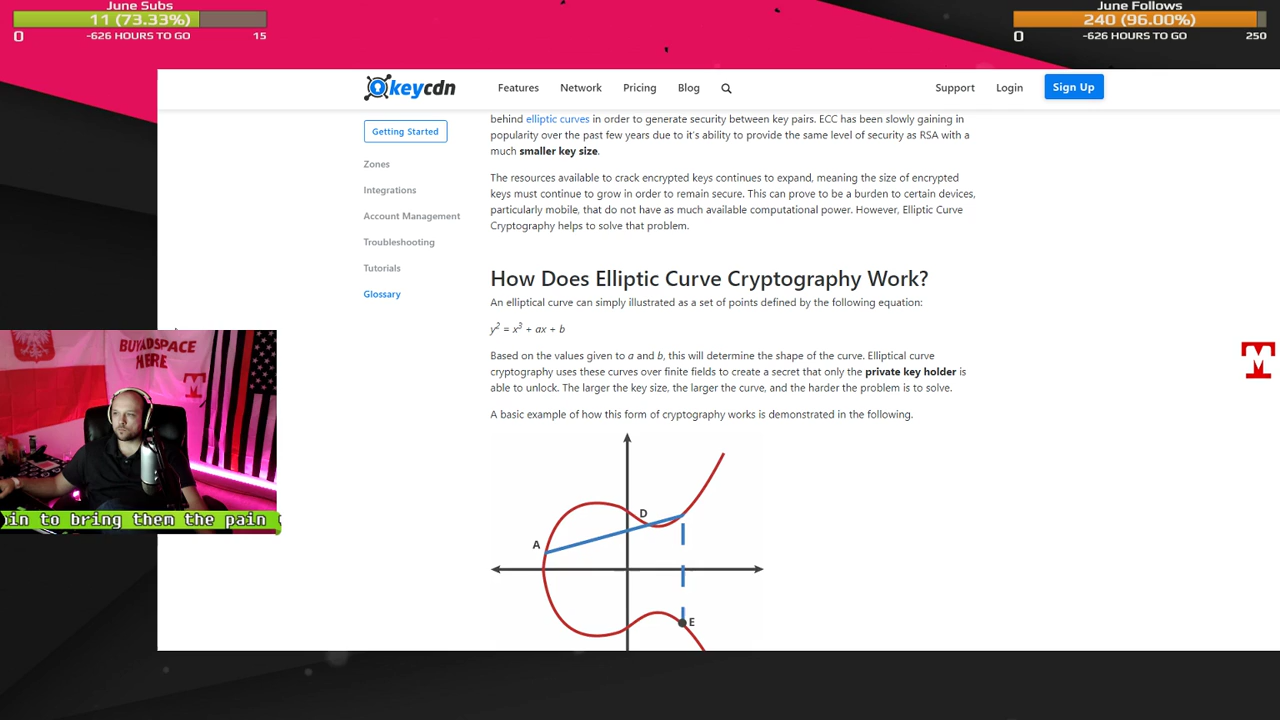 June Subs
11 (73.33%)
0 -626 HOURS TO GO 15
June Follows
240 (96.00%)
0 -626 HOURS TO GO 250
keycdn
Features Network Pricing Blog
Support Login Sign Up
Getting Started
Zones
Integrations
Account Management
Troubleshooting
Tutorials
Glossary
behind elliptic curves in order to generate security between key pairs. ECC has been slowly gaining in
popularity over the past few years due to it's ability to provide the same level of security as RSA with a
much smaller key size.
The resources available to crack encrypted keys continues to expand, meaning the size of encrypted
keys must continue to grow in order to remain secure. This can prove to be a burden to certain devices,
particularly mobile, that do not have as much available computational power. However, Elliptic Curve
Cryptography helps to solve that problem.
How Does Elliptic Curve Cryptography Work?
An elliptical curve can simply illustrated as a set of points defined by the following equation:
y² = x³ + ax + b
Based on the values given to a and b, this will determine the shape of the curve. Elliptical curve
cryptography uses these curves over finite fields to create a secret that only the private key holder is
able to unlock. The larger the key size, the larger the curve, and the harder the problem is to solve.
A basic example of how this form of cryptography works is demonstrated in the following.
A
D
E
BUY ADSPACE
HERE
in to bring them the pain